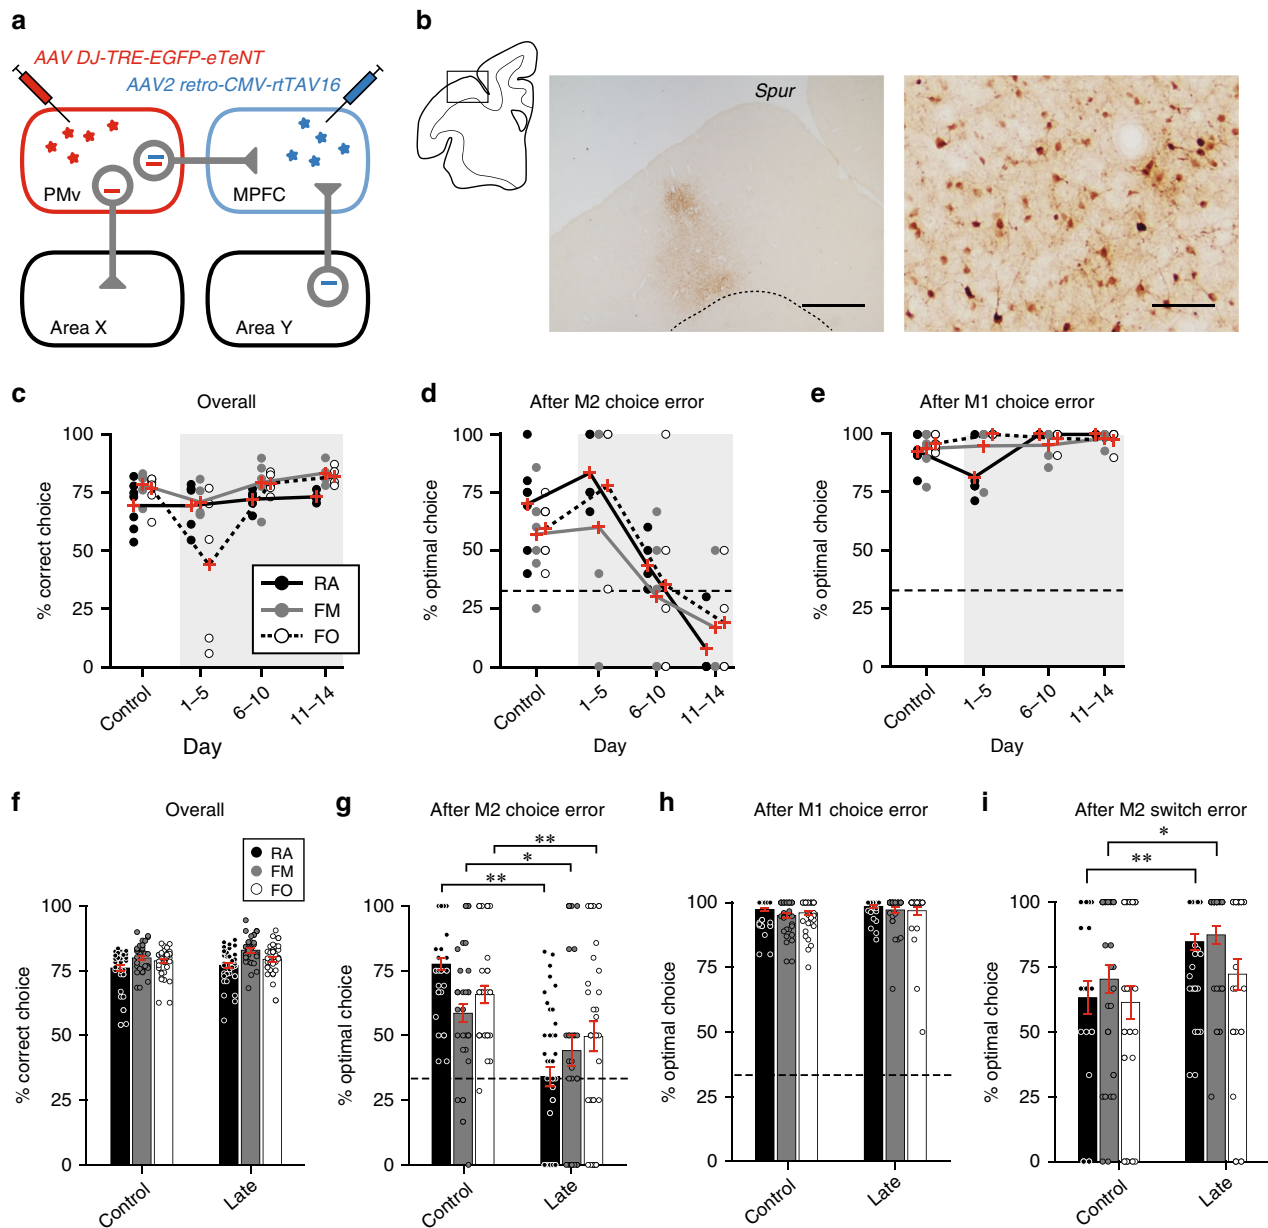 a
AAV DJ-TRE-EGFP-eTeNT
AAV2 retro-CMV-rtTAV16
PMv
MPFC
Area X
Area Y
b
Spur
c
Overall
% correct choice
100
75
50
25
0
Control
1–5
6–10
11–14
Day
RA
FM
FO
d
After M2 choice error
% optimal choice
100
75
50
25
0
Control
1–5
6–10
11–14
Day
e
After M1 choice error
% optimal choice
100
75
50
25
0
Control
1–5
6–10
11–14
Day
f
Overall
RA
FM
FO
% correct choice
100
75
50
25
0
Control
Late
g
After M2 choice error
**
*
**
% optimal choice
100
75
50
25
0
Control
Late
h
After M1 choice error
% optimal choice
100
75
50
25
0
Control
Late
i
After M2 switch error
*
**
% optimal choice
100
75
50
25
0
Control
Late